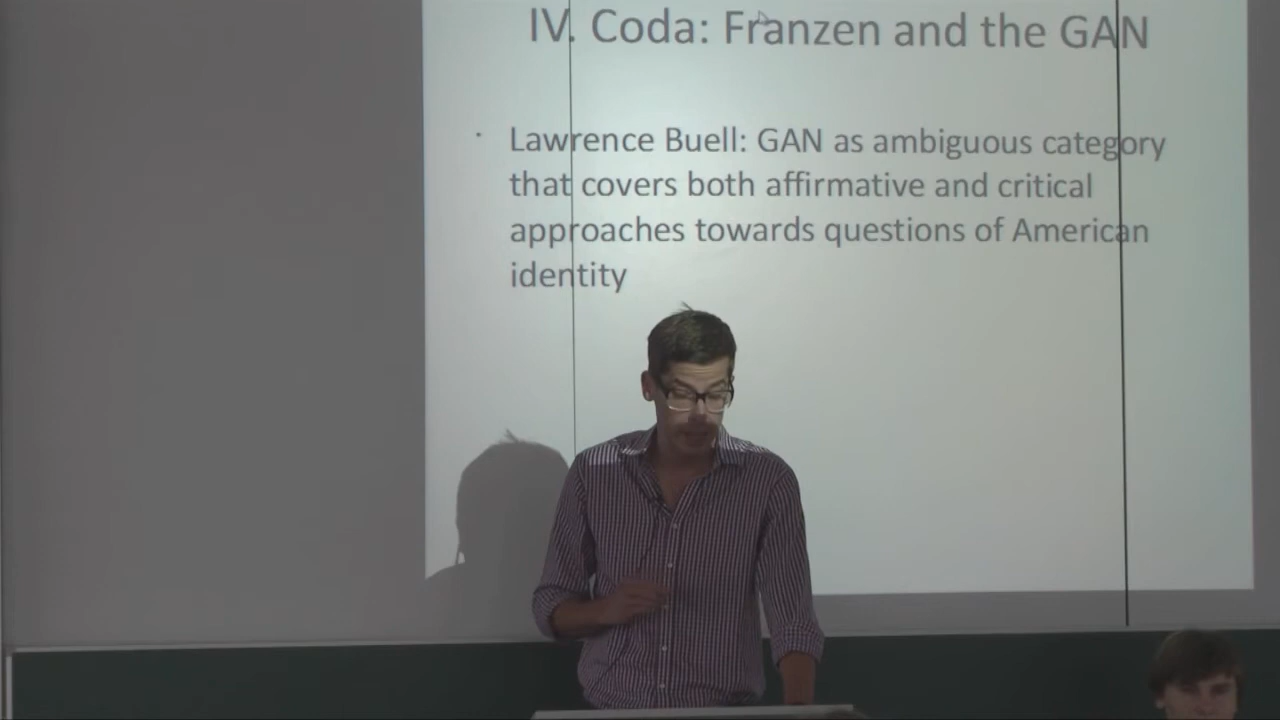 IV. Coda: Franzen and the GAN
Lawrence Buell: GAN as ambiguous category
that covers both affirmative and critical
approaches towards questions of American
identity